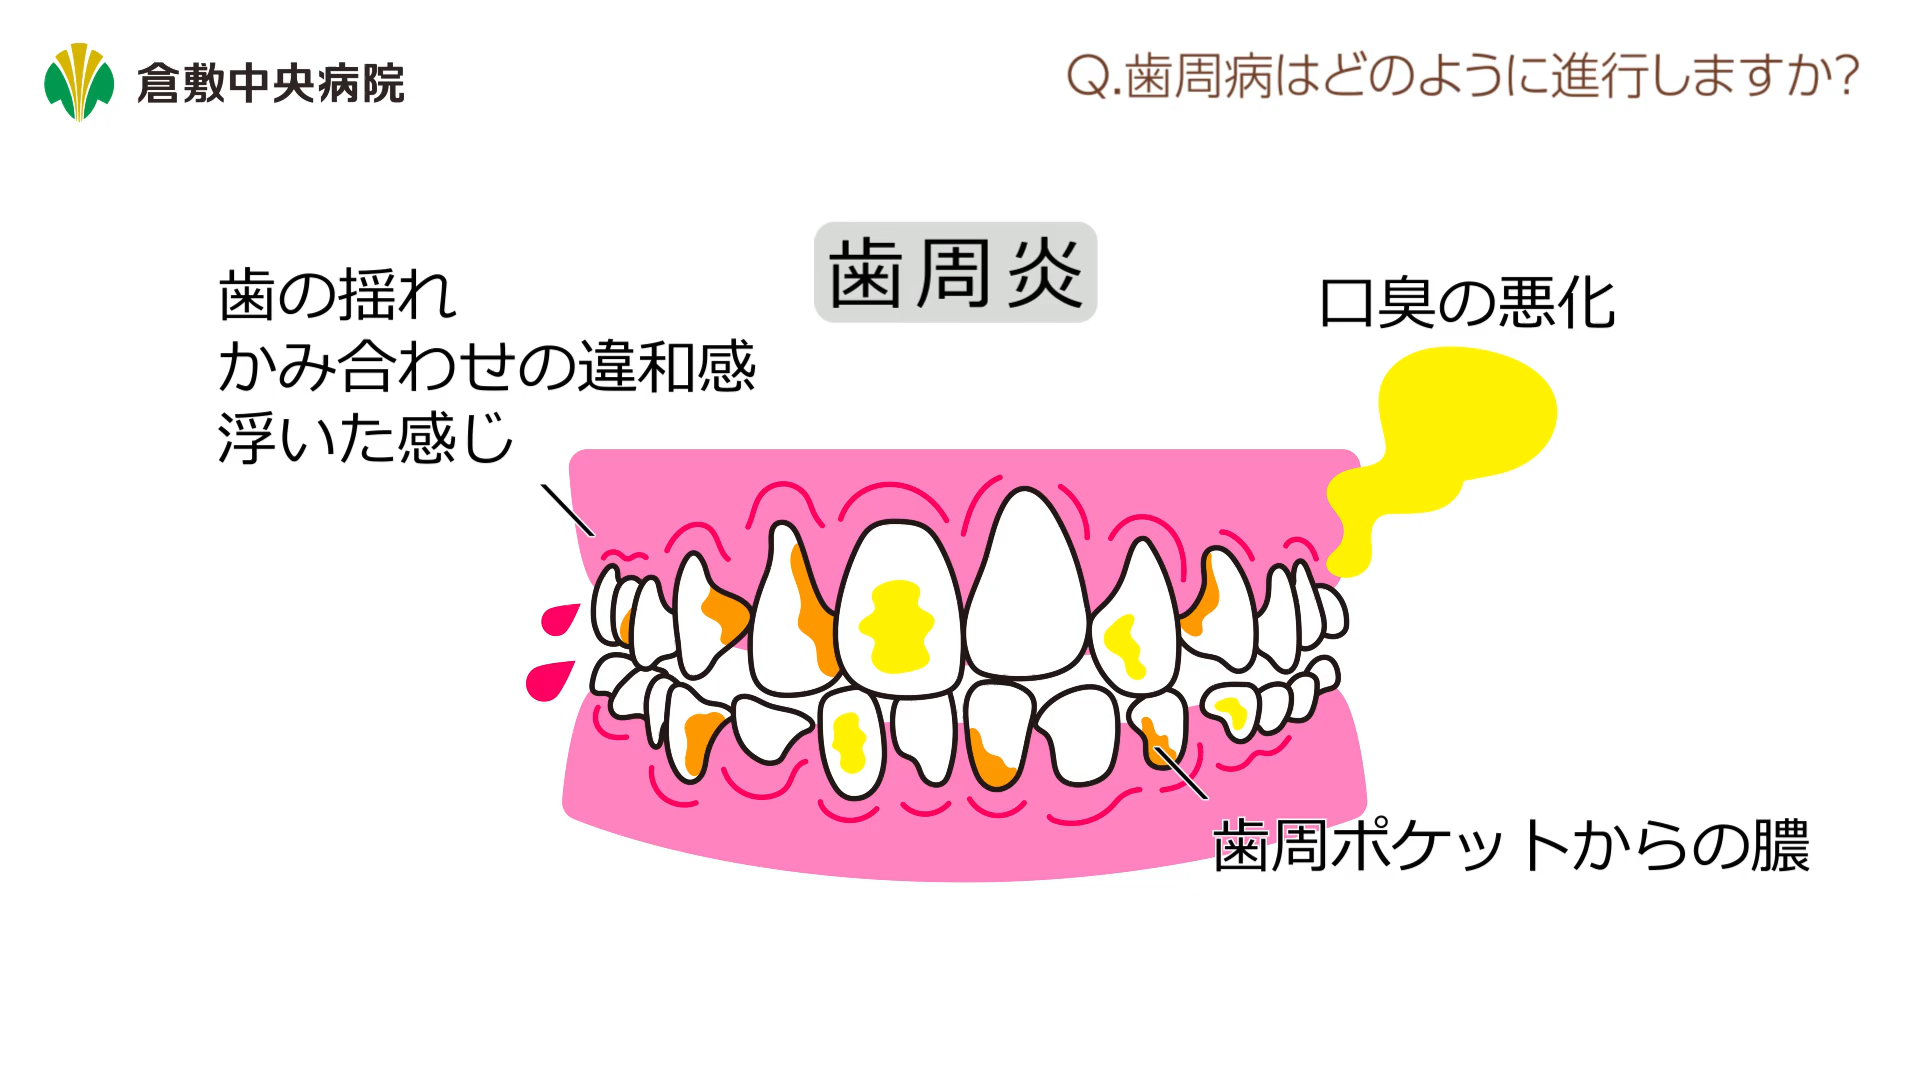 倉敷中央病院
Q.歯周病はどのように進行しますか?
歯周炎
歯の揺れ
かみ合わせの違和感
浮いた感じ
口臭の悪化
歯周ポケットからの膿